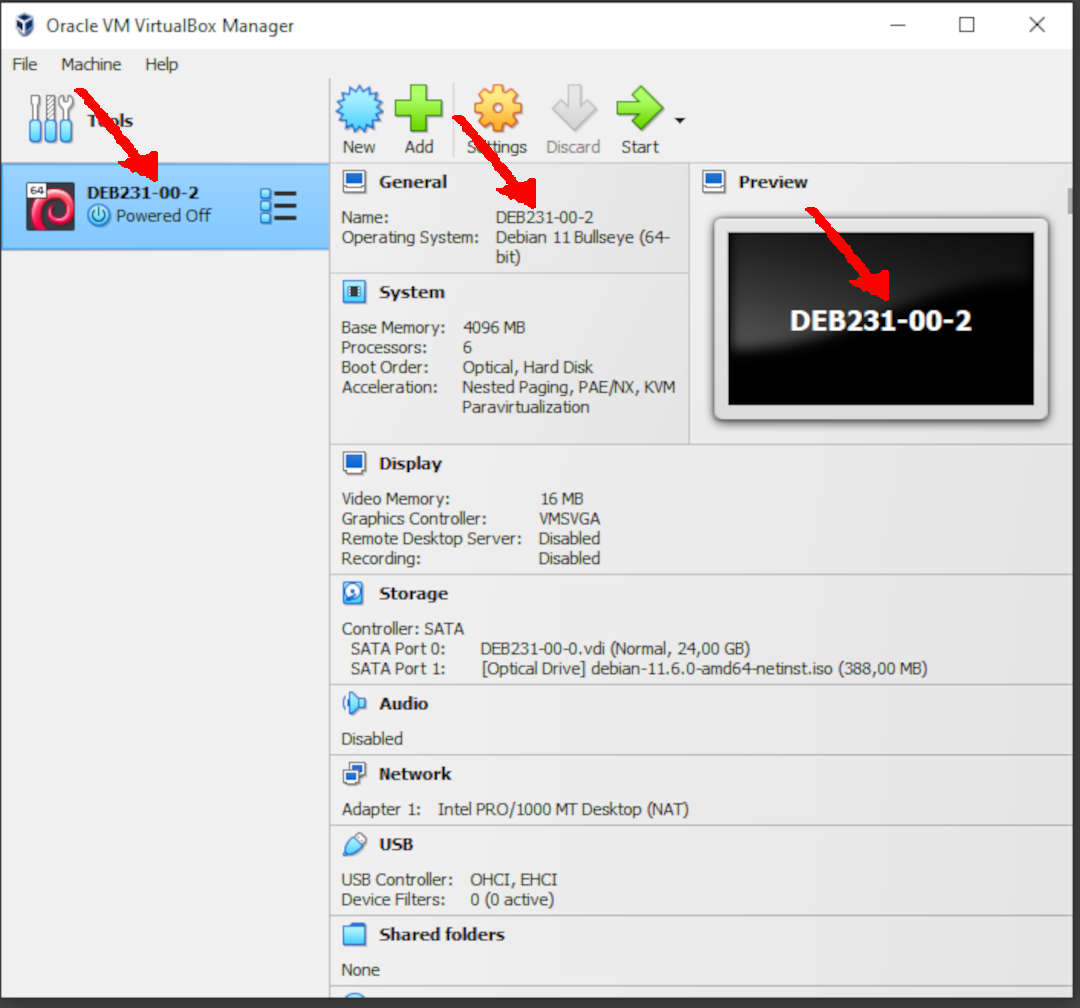 Oracle VM VirtualBox Manager
File Machine Help
Tools
New Add Settings Discard Start
64
DEB231-00-2
Powered Off
General
Name: DEB231-00-2
Operating System: Debian 11 Bullseye (64-
bit)
Preview
DEB231-00-2
System
Base Memory: 4096 MB
Processors: 6
Boot Order: Optical, Hard Disk
Acceleration: Nested Paging, PAE/NX, KVM
Paravirtualization
Display
Video Memory: 16 MB
Graphics Controller: VMSVGA
Remote Desktop Server: Disabled
Recording: Disabled
Storage
Controller: SATA
SATA Port 0: DEB231-00-0.vdi (Normal, 24,00 GB)
SATA Port 1: [Optical Drive] debian-11.6.0-amd64-netinst.iso (388,00 MB)
Audio
Disabled
Network
Adapter 1: Intel PRO/1000 MT Desktop (NAT)
USB
USB Controller: OHCI, EHCI
Device Filters: 0 (0 active)
Shared folders
None